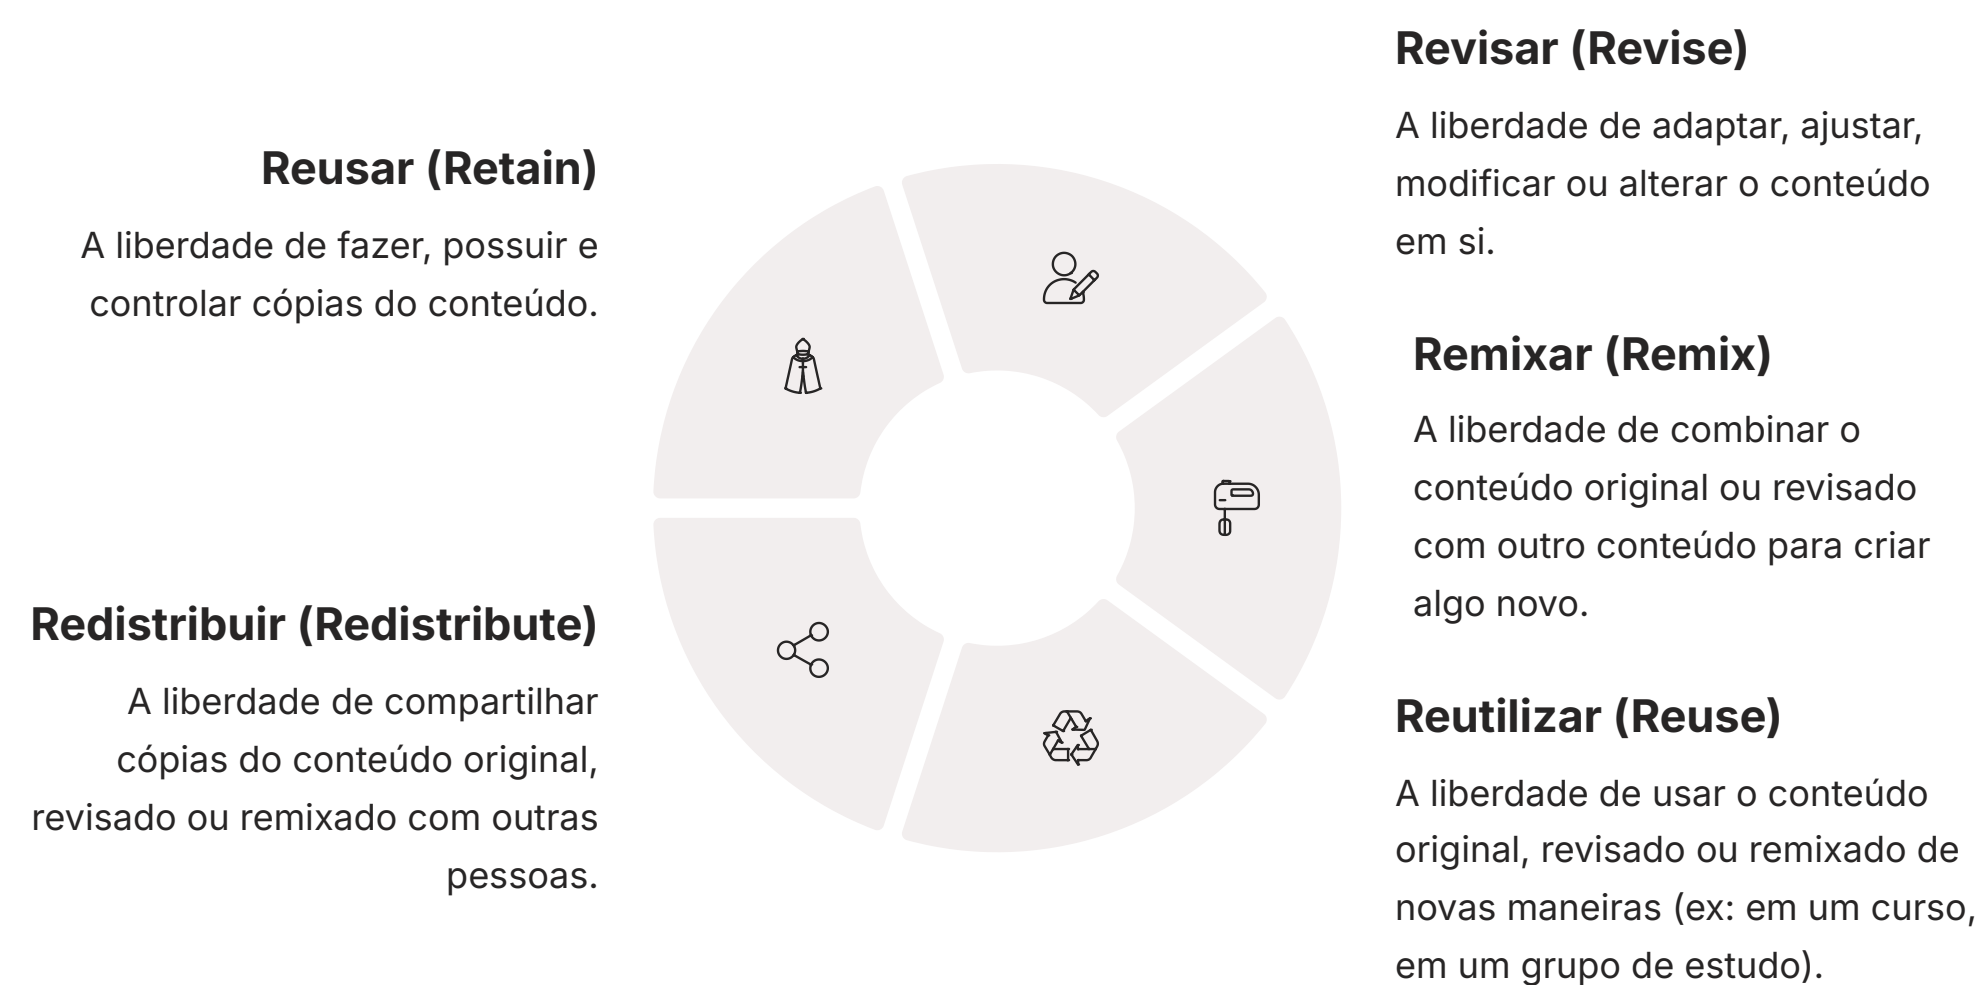 Reusar (Retain)
A liberdade de fazer, possuir e
controlar cópias do conteúdo.
Revisar (Revise)
A liberdade de adaptar, ajustar,
modificar ou alterar o conteúdo
em si.
Remixar (Remix)
A liberdade de combinar o
conteúdo original ou revisado
com outro conteúdo para criar
algo novo.
Reutilizar (Reuse)
A liberdade de usar o conteúdo
original, revisado ou remixado de
novas maneiras (ex: em um curso,
em um grupo de estudo).
Redistribuir (Redistribute)
A liberdade de compartilhar
cópias do conteúdo original,
revisado ou remixado com outras
pessoas.